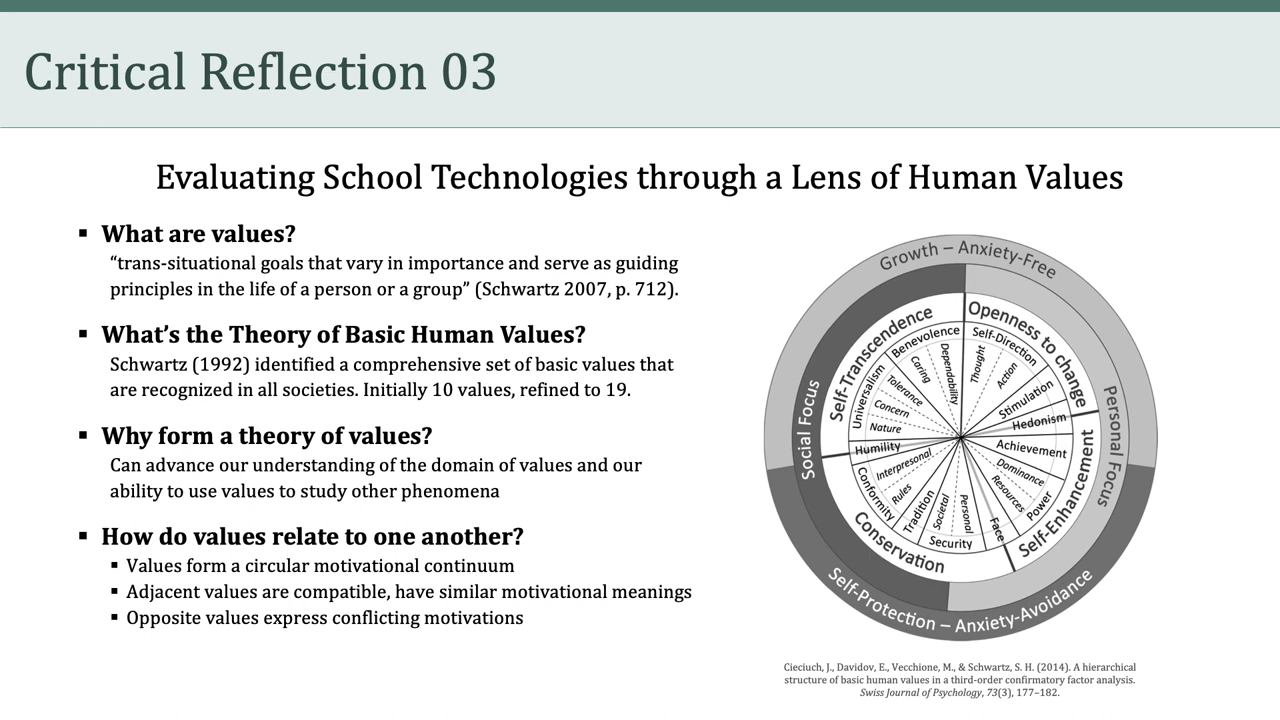 Critical Reflection 03
Evaluating School Technologies through a Lens of Human Values
▪ What are values?
“trans-situational goals that vary in importance and serve as guiding
principles in the life of a person or a group” (Schwartz 2007, p. 712).
▪ What’s the Theory of Basic Human Values?
Schwartz (1992) identified a comprehensive set of basic values that
are recognized in all societies. Initially 10 values, refined to 19.
▪ Why form a theory of values?
Can advance our understanding of the domain of values and our
ability to use values to study other phenomena
▪ How do values relate to one another?
▪ Values form a circular motivational continuum
▪ Adjacent values are compatible, have similar motivational meanings
▪ Opposite values express conflicting motivations
Growth – Anxiety-Free
Social Focus
Personal Focus
Self-Protection – Anxiety-Avoidance
Self-Transcendence
Openness to change
Self-Enhancement
Conservation
Benevolence
Caring
Dependability
Universalism
Tolerance
Concern
Nature
Humility
Interpresonal
Rules
Conformity
Tradition
Societal
Personal
Security
Face
Power
Resources
Dominance
Achievement
Hedonism
Stimulation
Self-Direction
Thought
Action
Cieciuch, J., Davidov, E., Vecchione, M., & Schwartz, S. H. (2014). A hierarchical
structure of basic human values in a third-order confirmatory factor analysis.
Swiss Journal of Psychology, 73(3), 177–182.